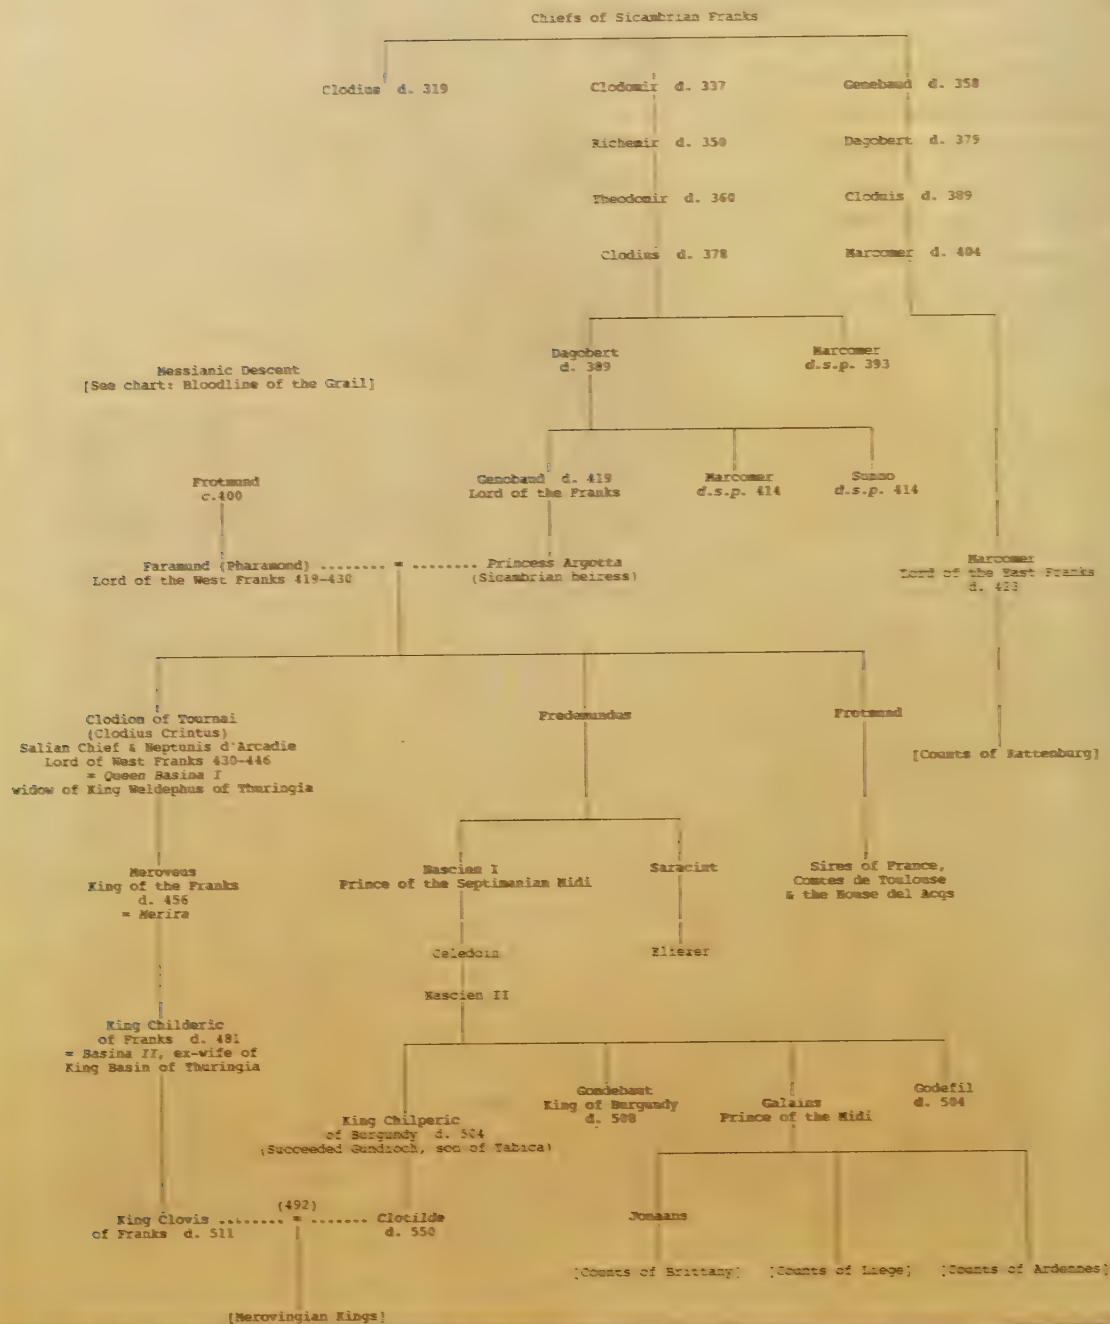 Chiefs of Sicambrian Franks
Clodius d. 319
Clodomir d. 337
Genebaud d. 358
Richemir d. 350
Dagobert d. 379
Theodomir d. 360
Clodius d. 389
Clodius d. 378
Marcomer d. 404
Dagobert
d. 389
Marcomer
d.s.p. 393
Messianic Descent
[See chart: Bloodline of the Grail]
Frotmund
c.400
Genobaud d. 419
Lord of the Franks
Marcomer
d.s.p. 414
Sunno
d.s.p. 414
Faramund (Pharamond) ........ = ........ Princess Argotta
Lord of the West Franks 419-430
(Sicambrian heiress)
Marcomer
Lord of the East Franks
d. 423
Clodion of Tournai
(Clodius Crintus)
Salian Chief & Neptunis d'Arcadie
Lord of West Franks 430-446
= Queen Basina I
widow of King Weldephus of Thuringia
Fredemundus
Frotmund
[Counts of Rattenburg]
Meroveus
King of the Franks
d. 456
= Merira
Nascien I
Prince of the Septimanian Midi
Saracint
Sires of France,
Comtes de Toulouse
& the House del Acqs
Celedoin
Elierer
Nascien II
King Childeric
of Franks d. 481
= Basina II, ex-wife of
King Basin of Thuringia
King Chilperic
of Burgundy d. 504
(Succeeded Gundioch, son of Tabica)
Gondebaut
King of Burgundy
d. 508
Galains
Prince of the Midi
Godefil
d. 504
(492)
King Clovis ........ = ....... Clotilde
of Franks d. 511
d. 550
Jonaans
[Counts of Brittany]
[Counts of Liege]
[Counts of Ardennes]
[Merovingian Kings]